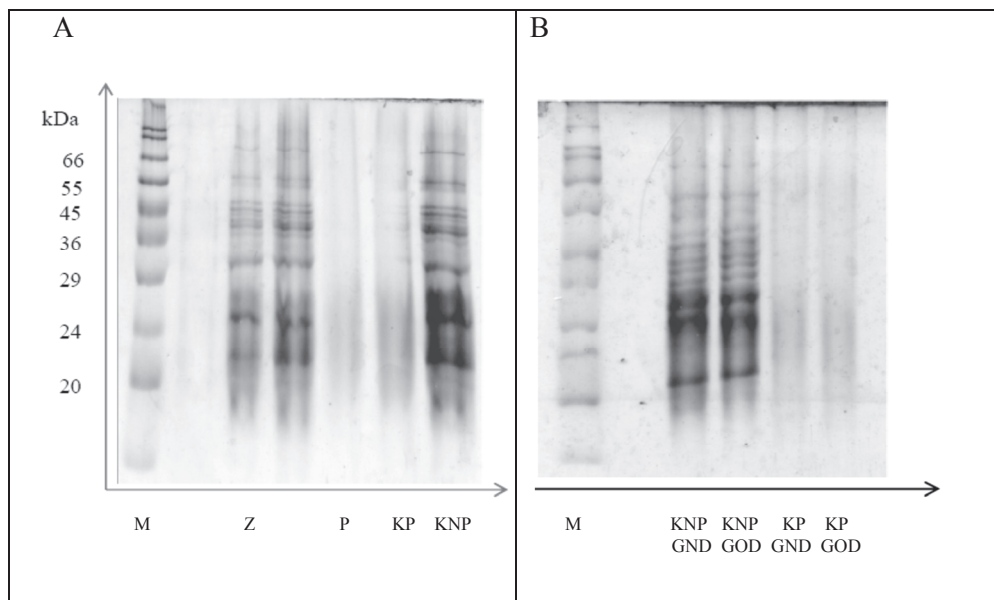 A
kDa
66
55
45
36
29
24
20
M Z P KP KNP
B
M KNP KNP KP KP
GND GOD GND GOD